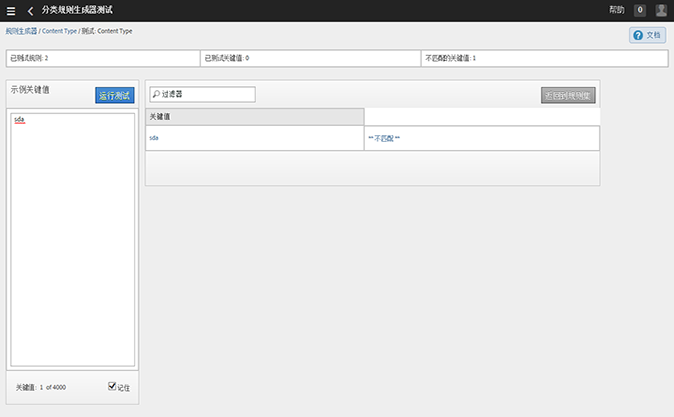 分类规则生成器测试
帮助 0
规则生成器 / Content Type / 测试: Content Type
文档
已测试规则: 2 已测试关键值: 0 不匹配的关键值: 1
示例关键值 运行测试
过滤器 返回到规则集
关键值
sda
sda ** 不匹配 **
关键值: 1 of 4000 记住